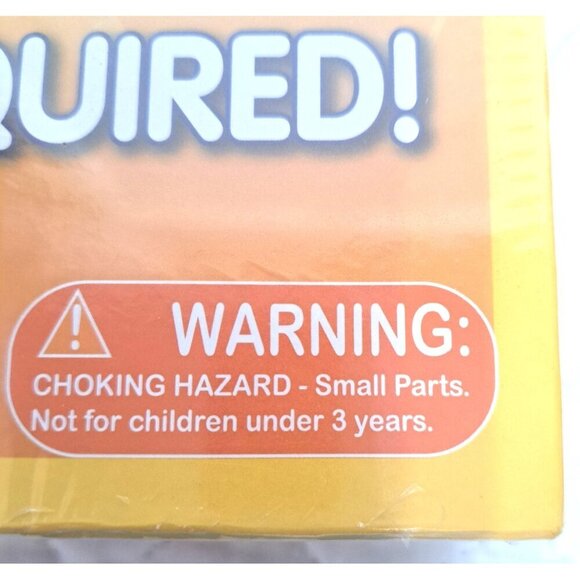 QUIRED!
WARNING:
CHOKING HAZARD - Small Parts.
Not for children under 3 years.